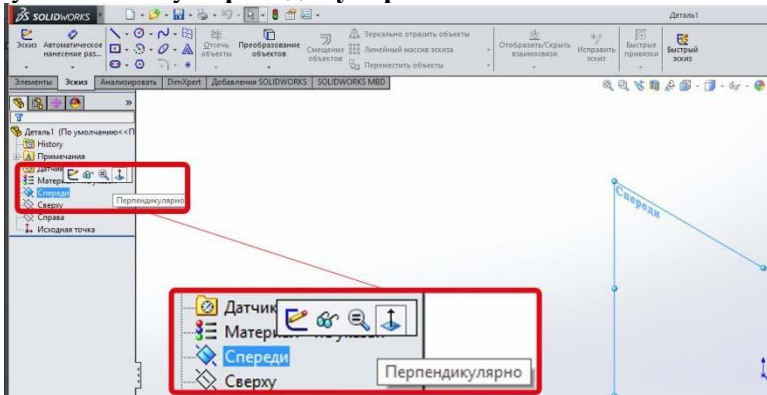 SOLIDWORKS
Деталь1
Эскиз
Автоматическое нанесение раз...
Отсечь объекты
Преобразование объектов
Смещение объектов
Зеркально отразить объекты
Линейный массив эскиза
Переместить объекты
Отобразить/Скрыть взаимосвязи
Исправить эскиз
Быстрые привязки
Быстрый эскиз
Элементы
Эскиз
Анализировать
DimXpert
Добавления SOLIDWORKS
SOLIDWORKS MBD
Деталь1 (По умолчанию<<П
History
Примечания
Спереди
Перпендикулярно
Сверху
Справа
Исходная точка
Спереди
Датчик
Матер
Спереди
Перпендикулярно
Сверху